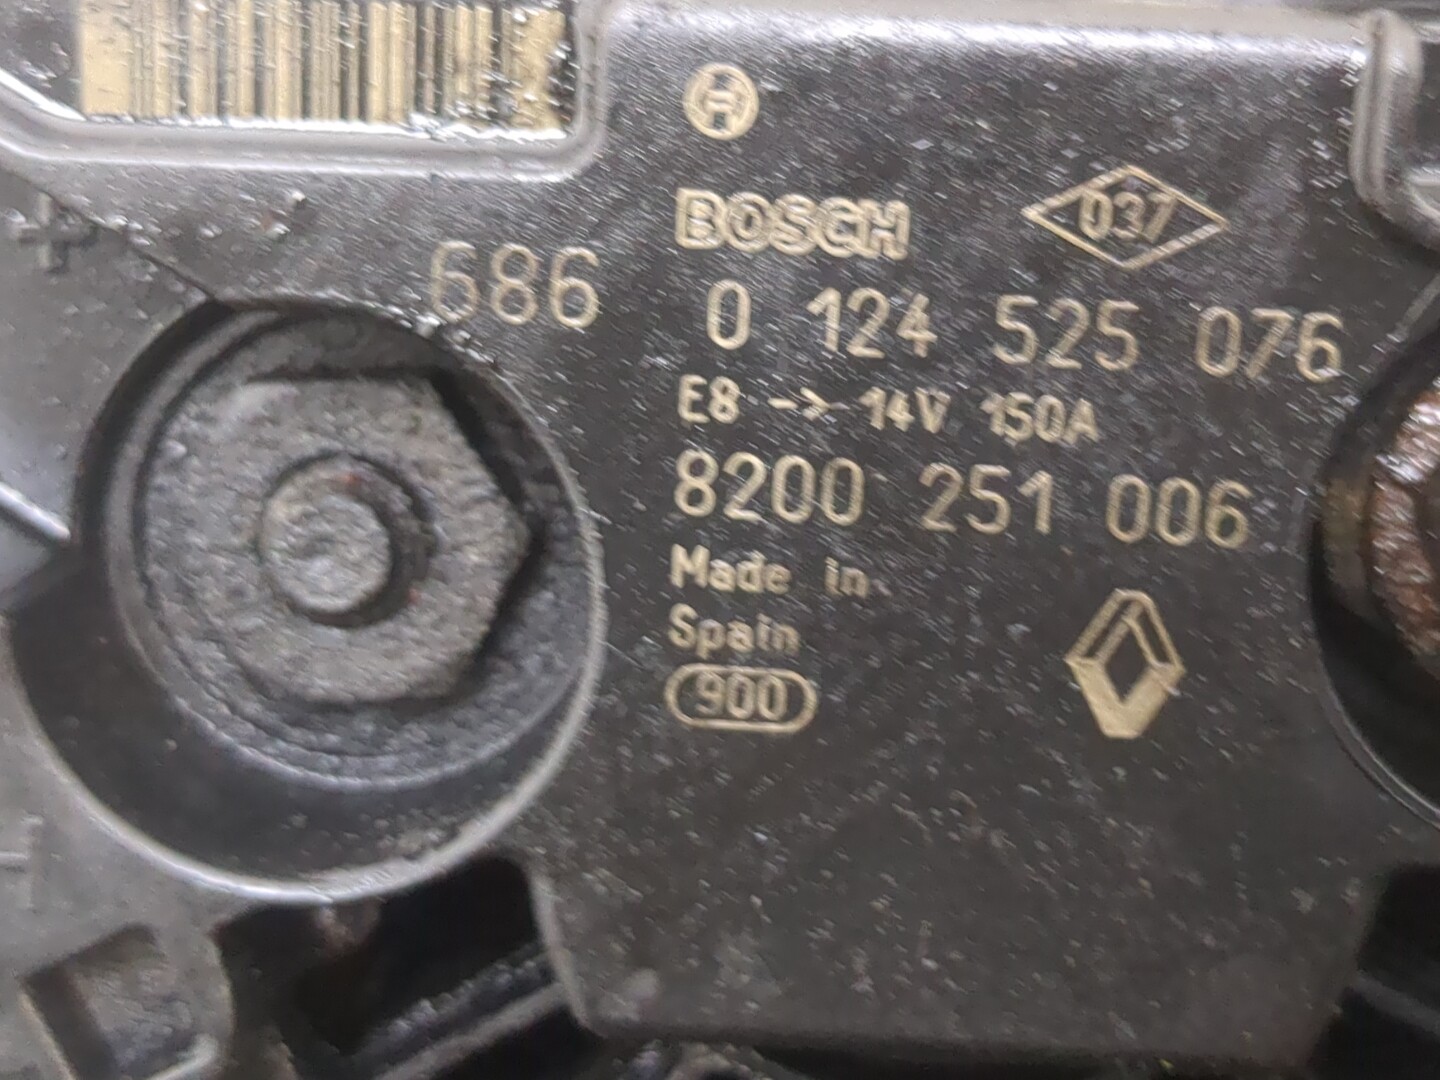 BOSCH
037
686 0 124 525 076
E8 -> 14V 150A
8200 251 006
Made in
Spain
900